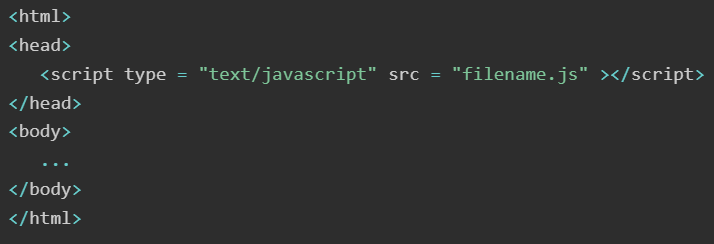 <html>
<head>
   <script type = "text/javascript" src = "filename.js" ></script>
</head>
<body>
   ...
</body>
</html>